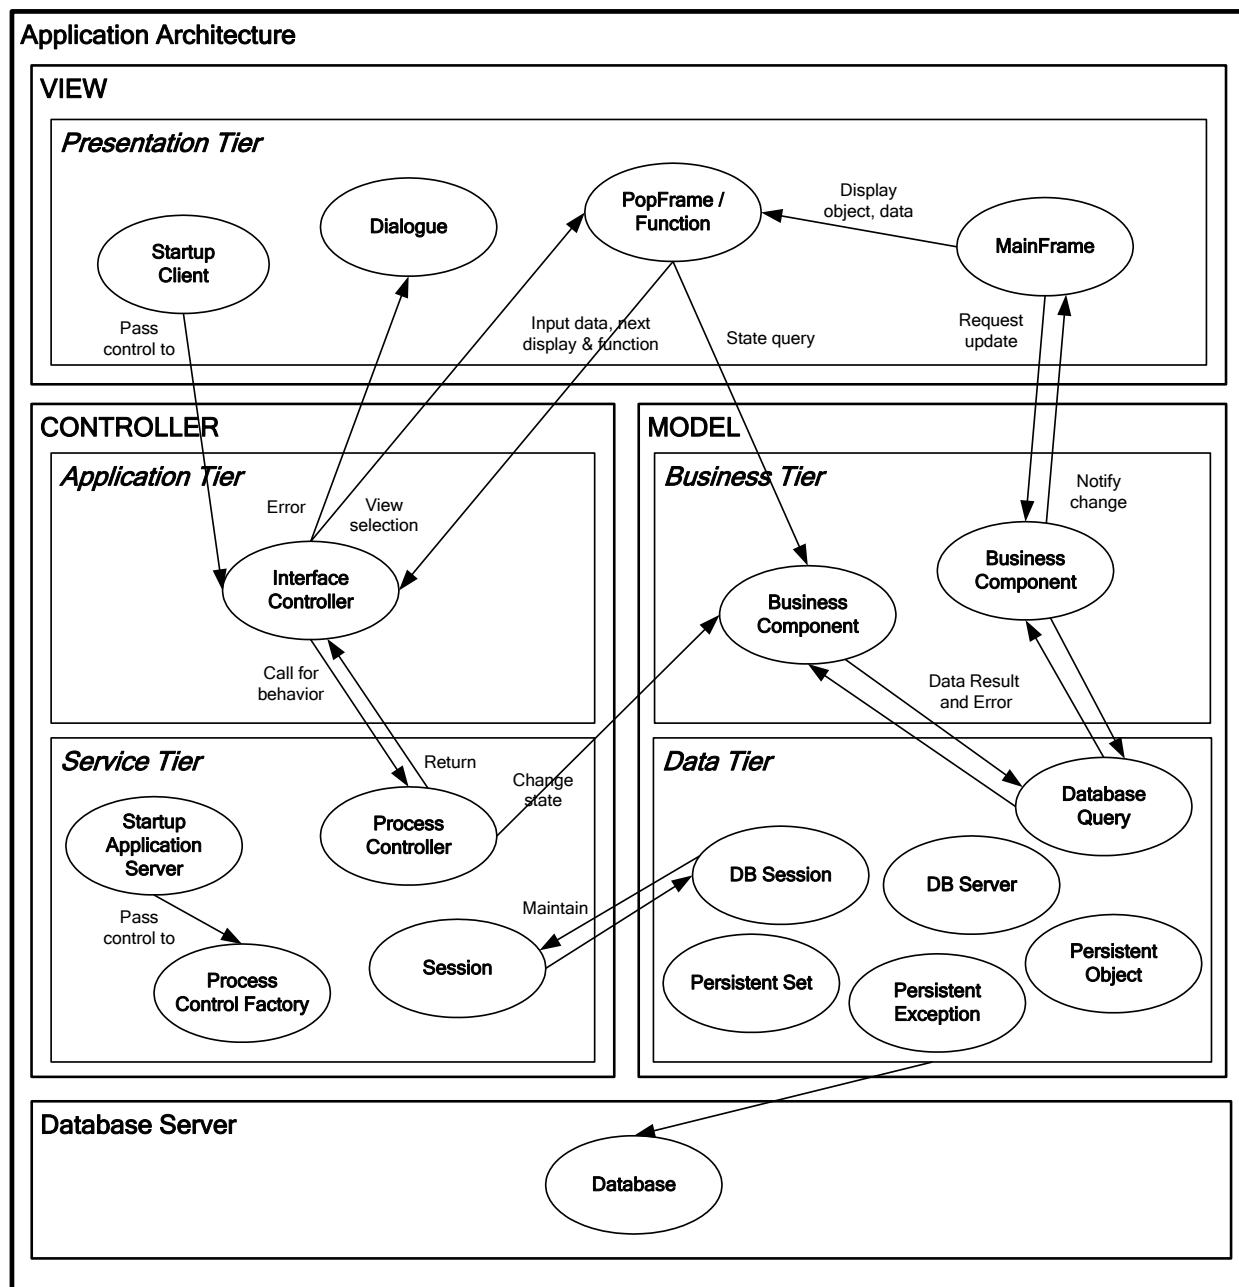 Application Architecture
VIEW
Presentation Tier
Startup
Client
Dialogue
PopFrame /
Function
Display
object, data
MainFrame
Pass
control to
Input data, next
display & function
State query
Request
update
CONTROLLER
Application Tier
Error
View
selection
Interface
Controller
Call for
behavior
MODEL
Business Tier
Notify
change
Business
Component
Business
Component
Data Result
and Error
Service Tier
Return
Change
state
Startup
Application
Server
Process
Controller
Pass
control to
Process
Control Factory
Session
Maintain
Data Tier
Database
Query
DB Session
DB Server
Persistent Set
Persistent
Exception
Persistent
Object
Database Server
Database